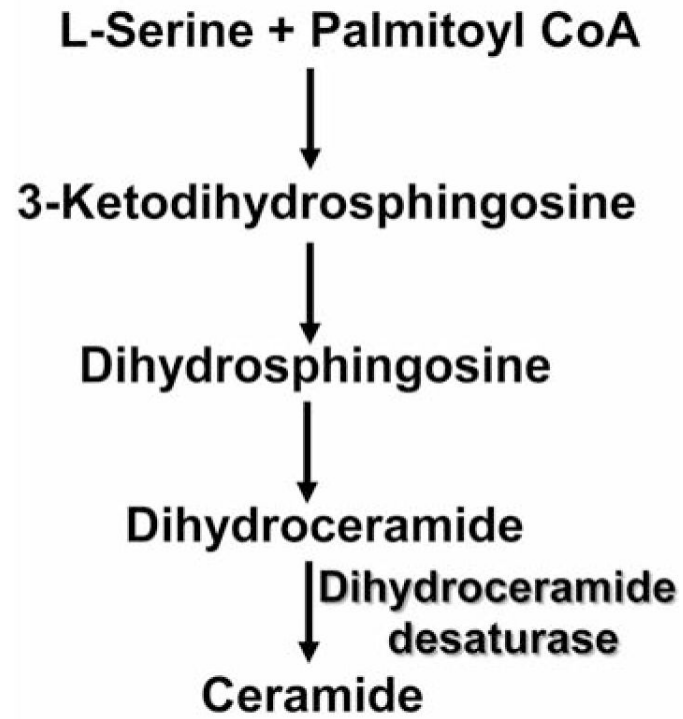 L-Serine + Palmitoyl CoA
3-Ketodihydrosphingosine
Dihydrosphingosine
Dihydroceramide
Dihydroceramide
desaturase
Ceramide